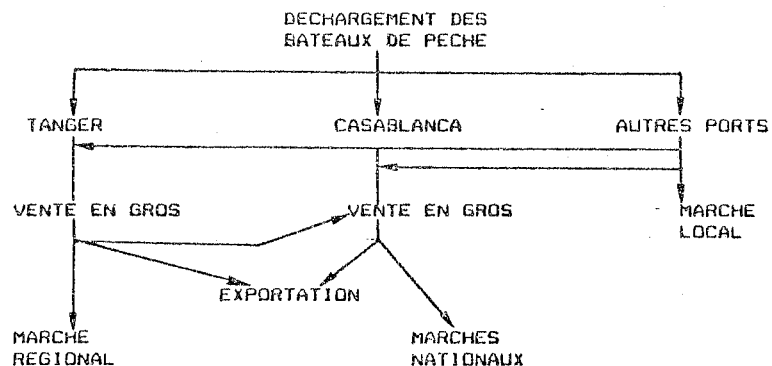 DECHARGEMENT DES
BATEAUX DE PECHE
TANGER
CASABLANCA
AUTRES PORTS
VENTE EN GROS
VENTE EN GROS
MARCHE
LOCAL
EXPORTATION
MARCHE
REGIONAL
MARCHES
NATIONAUX